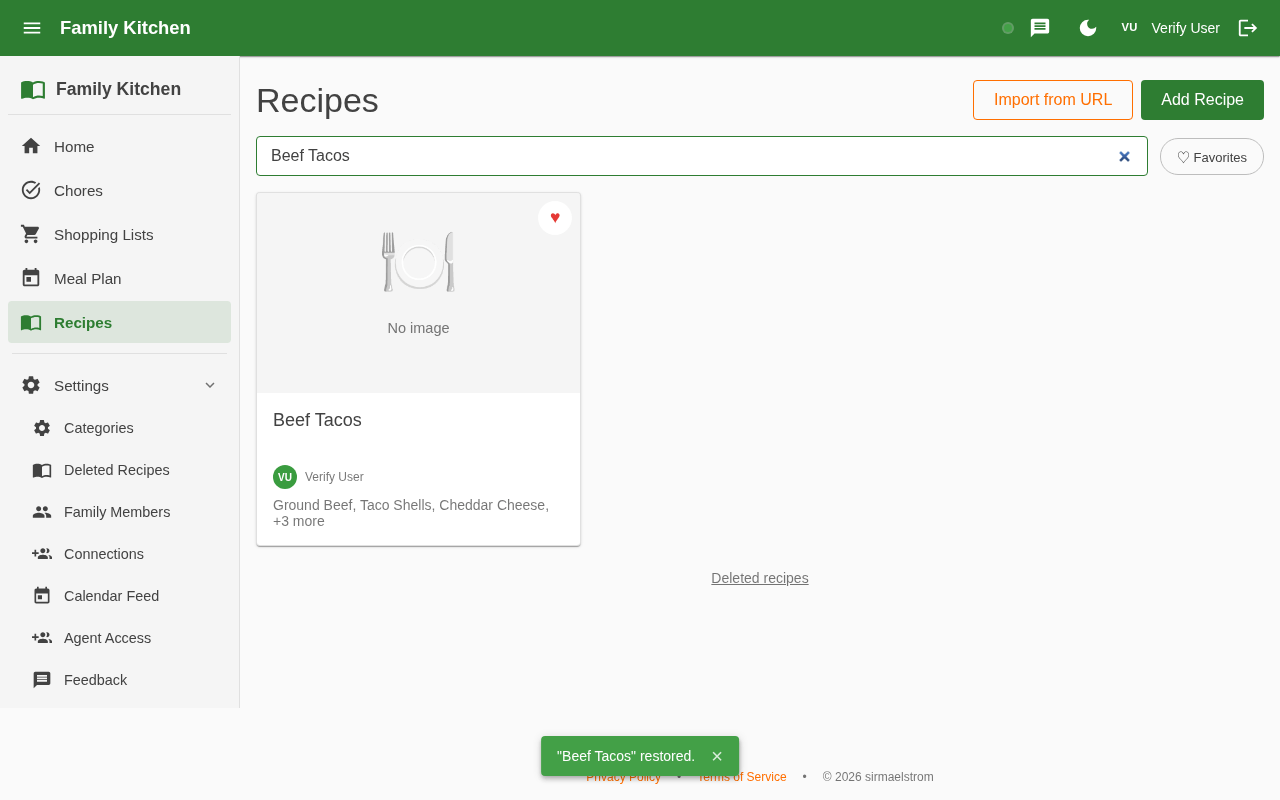 Family Kitchen
VU
Verify User
Family Kitchen
Home
Chores
Shopping Lists
Meal Plan
Recipes
Settings
Categories
Deleted Recipes
Family Members
Connections
Calendar Feed
Agent Access
Feedback
Recipes
Import from URL
Add Recipe
Beef Tacos
♡ Favorites
No image
Beef Tacos
VU
Verify User
Ground Beef, Taco Shells, Cheddar Cheese,
+3 more
Deleted recipes
"Beef Tacos" restored.
Privacy Policy • Terms of Service • © 2026 sirmaelstrom